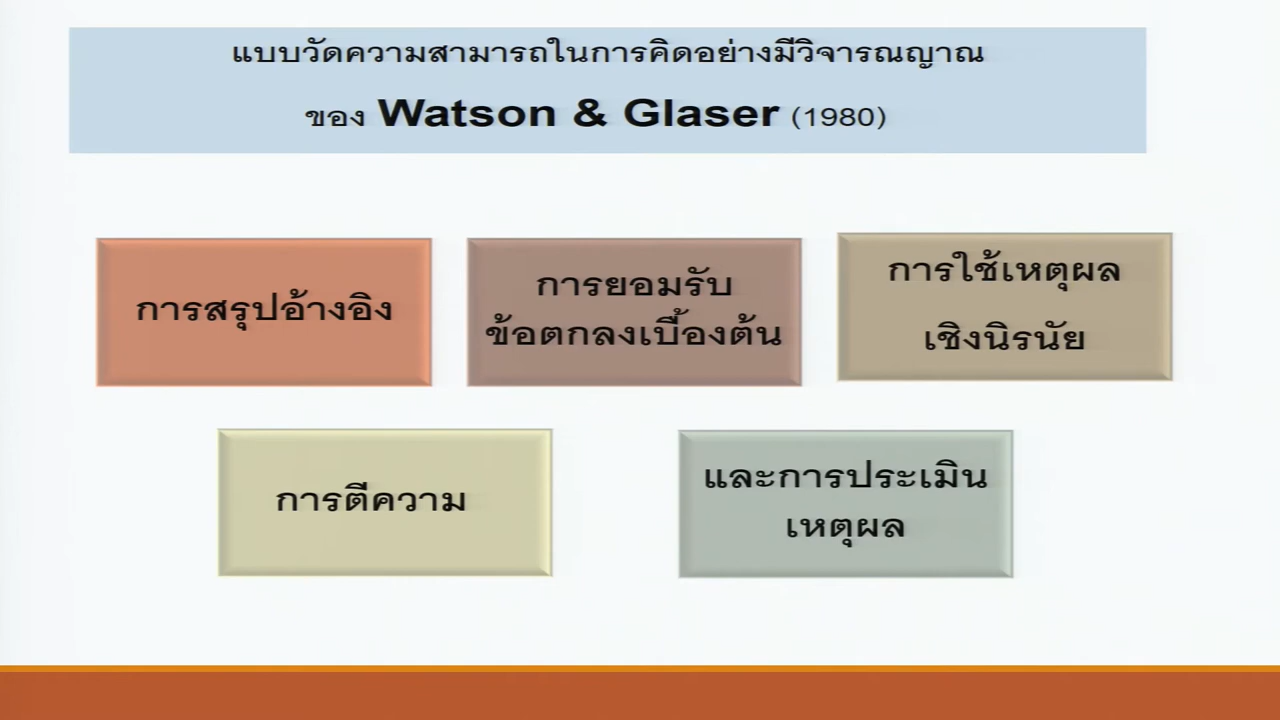 แบบวัดความสามารถในการคิดอย่างมีวิจารณญาณ
ของ Watson & Glaser (1980)
การสรุปอ้างอิง
การยอมรับ
ข้อตกลงเบื้องต้น
การใช้เหตุผล
เชิงนิรนัย
การตีความ
และการประเมิน
เหตุผล